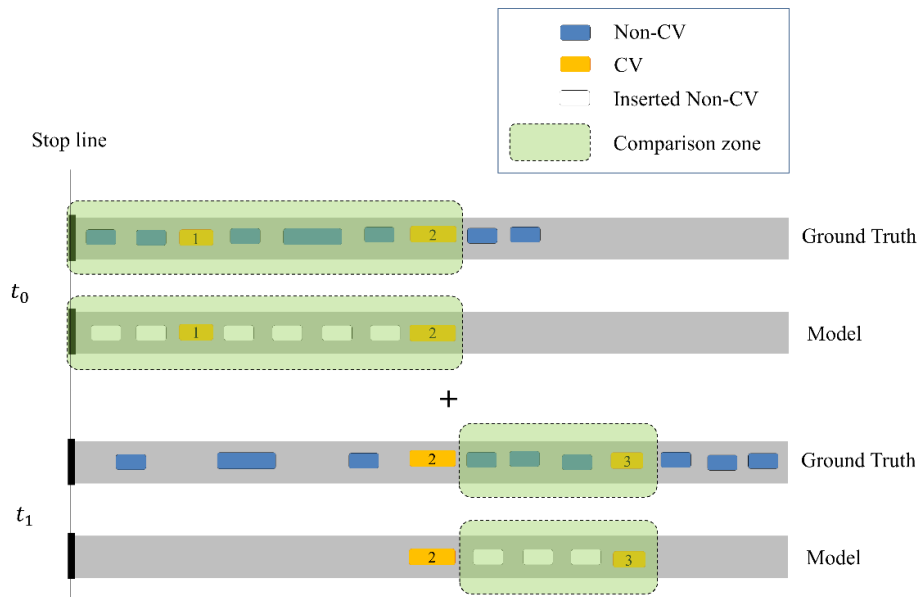 Non-CV
CV
Inserted Non-CV
Comparison zone
Stop line
1
2
Ground Truth
t₀
1
2
Model
+
2
3
Ground Truth
t₁
2
3
Model